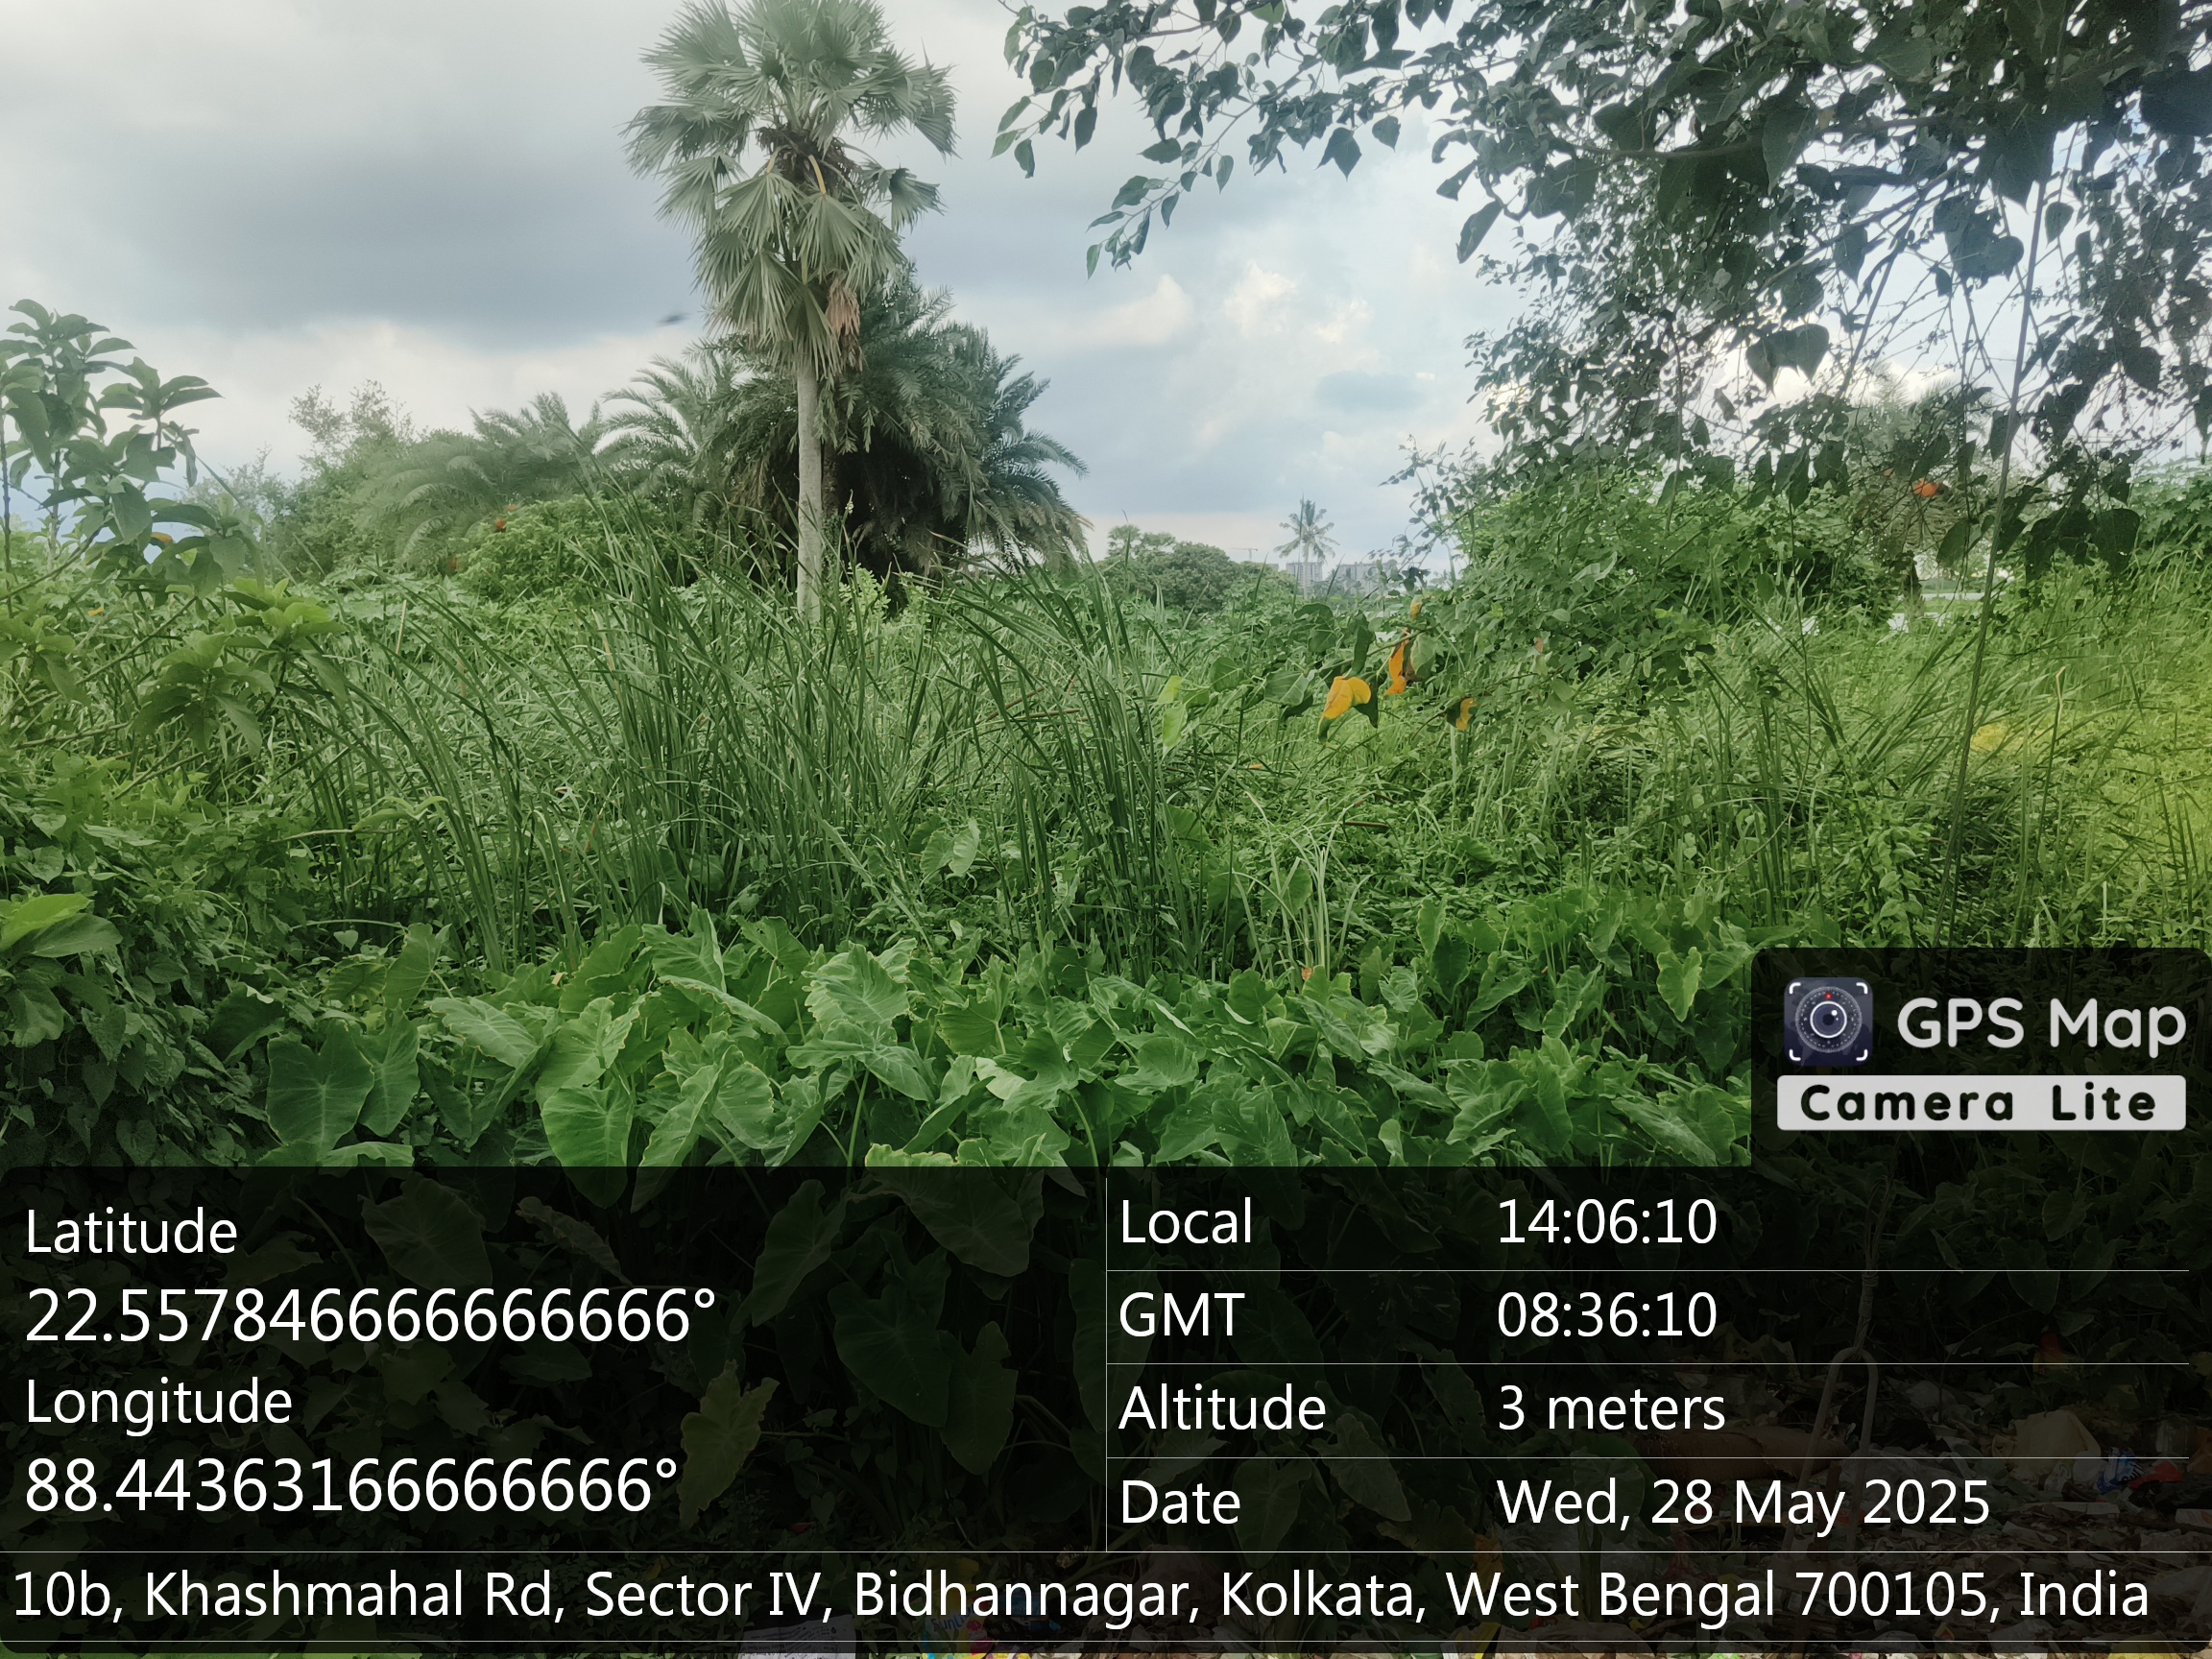 GPS Map
Camera Lite
Latitude
22.557846666666666°
Longitude
88.44363166666666°
Local 14:06:10
GMT 08:36:10
Altitude 3 meters
Date Wed, 28 May 2025
10b, Khashmahal Rd, Sector IV, Bidhannagar, Kolkata, West Bengal 700105, India